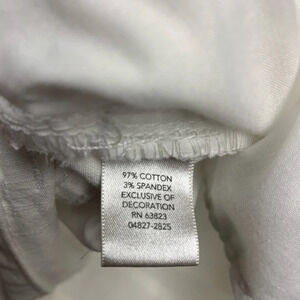 97% COTTON
3% SPANDEX
EXCLUSIVE OF
DECORATION
RN 63823
04827-2825